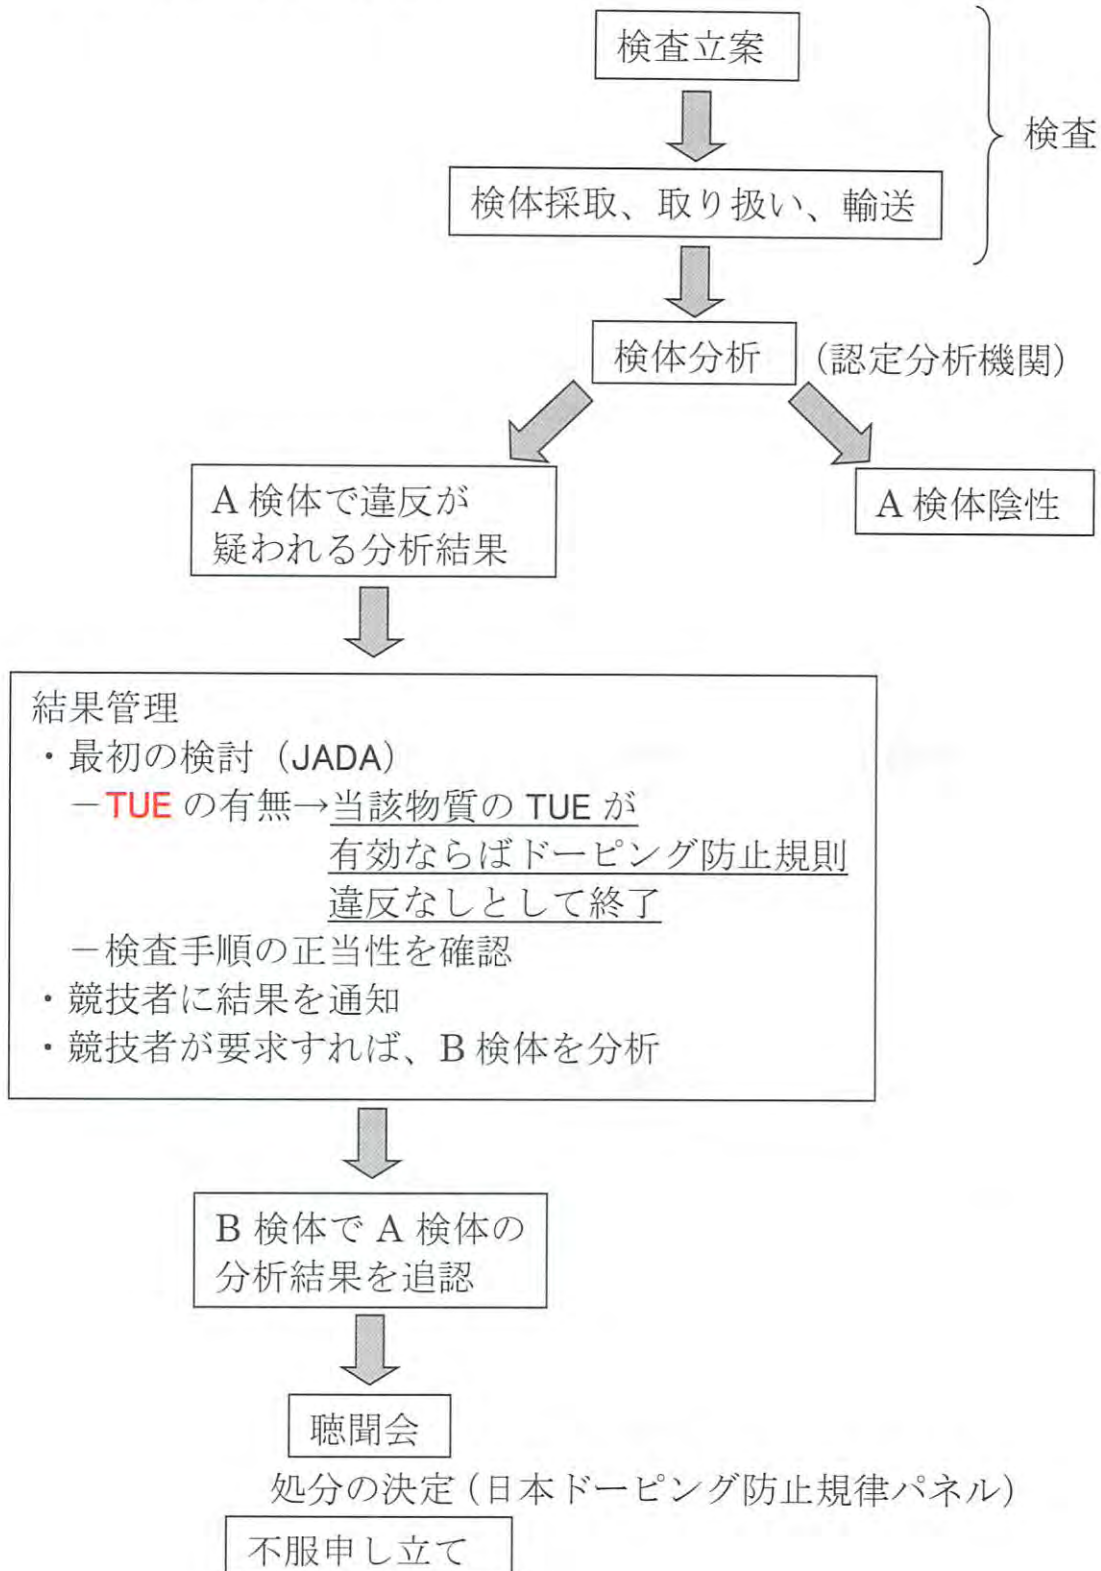 検査立案
検査
検体採取、取り扱い、輸送
検体分析 (認定分析機関)
A 検体で違反が
疑われる分析結果
A 検体陰性
結果管理
・最初の検討（JADA）
－TUE の有無→当該物質の TUE が
有効ならばドーピング防止規則
違反なしとして終了
－検査手順の正当性を確認
・競技者に結果を通知
・競技者が要求すれば、B 検体を分析
B 検体で A 検体の
分析結果を追認
聴聞会
処分の決定 (日本ドーピング防止規律パネル)
不服申し立て